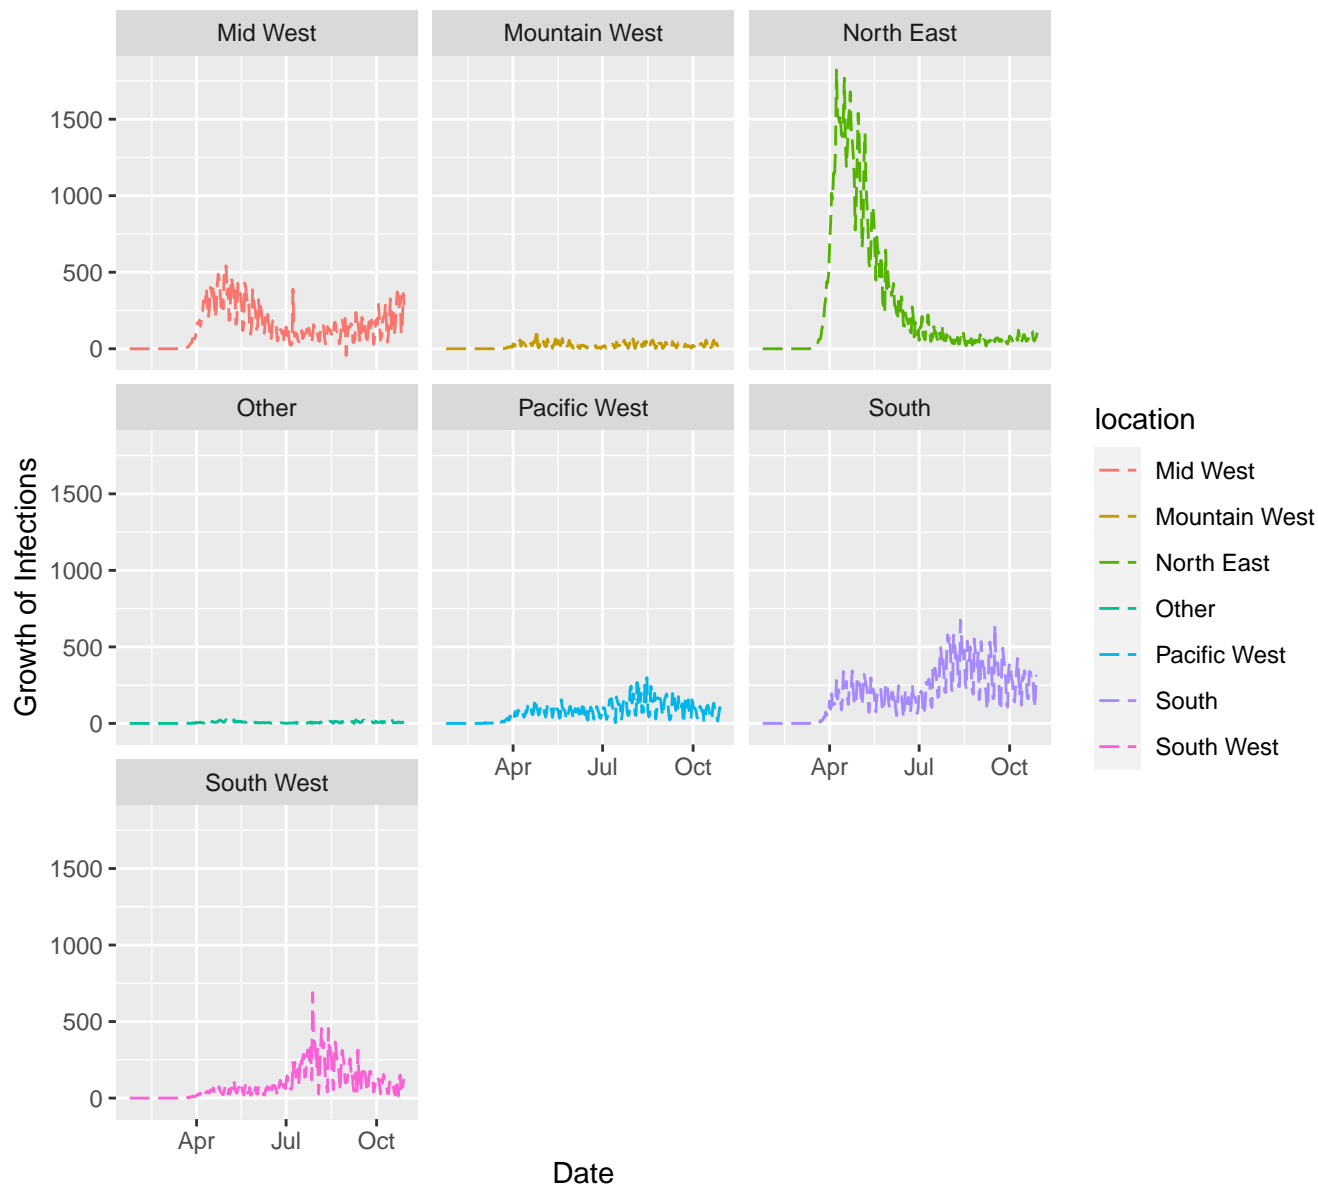 Mid West
Mountain West
North East
1500
1000
500
0
Other
Pacific West
South
1500
1000
500
0
Apr Jul Oct
Apr Jul Oct
South West
1500
1000
500
0
Apr Jul Oct
Date
Growth of Infections
location
Mid West
Mountain West
North East
Other
Pacific West
South
South West